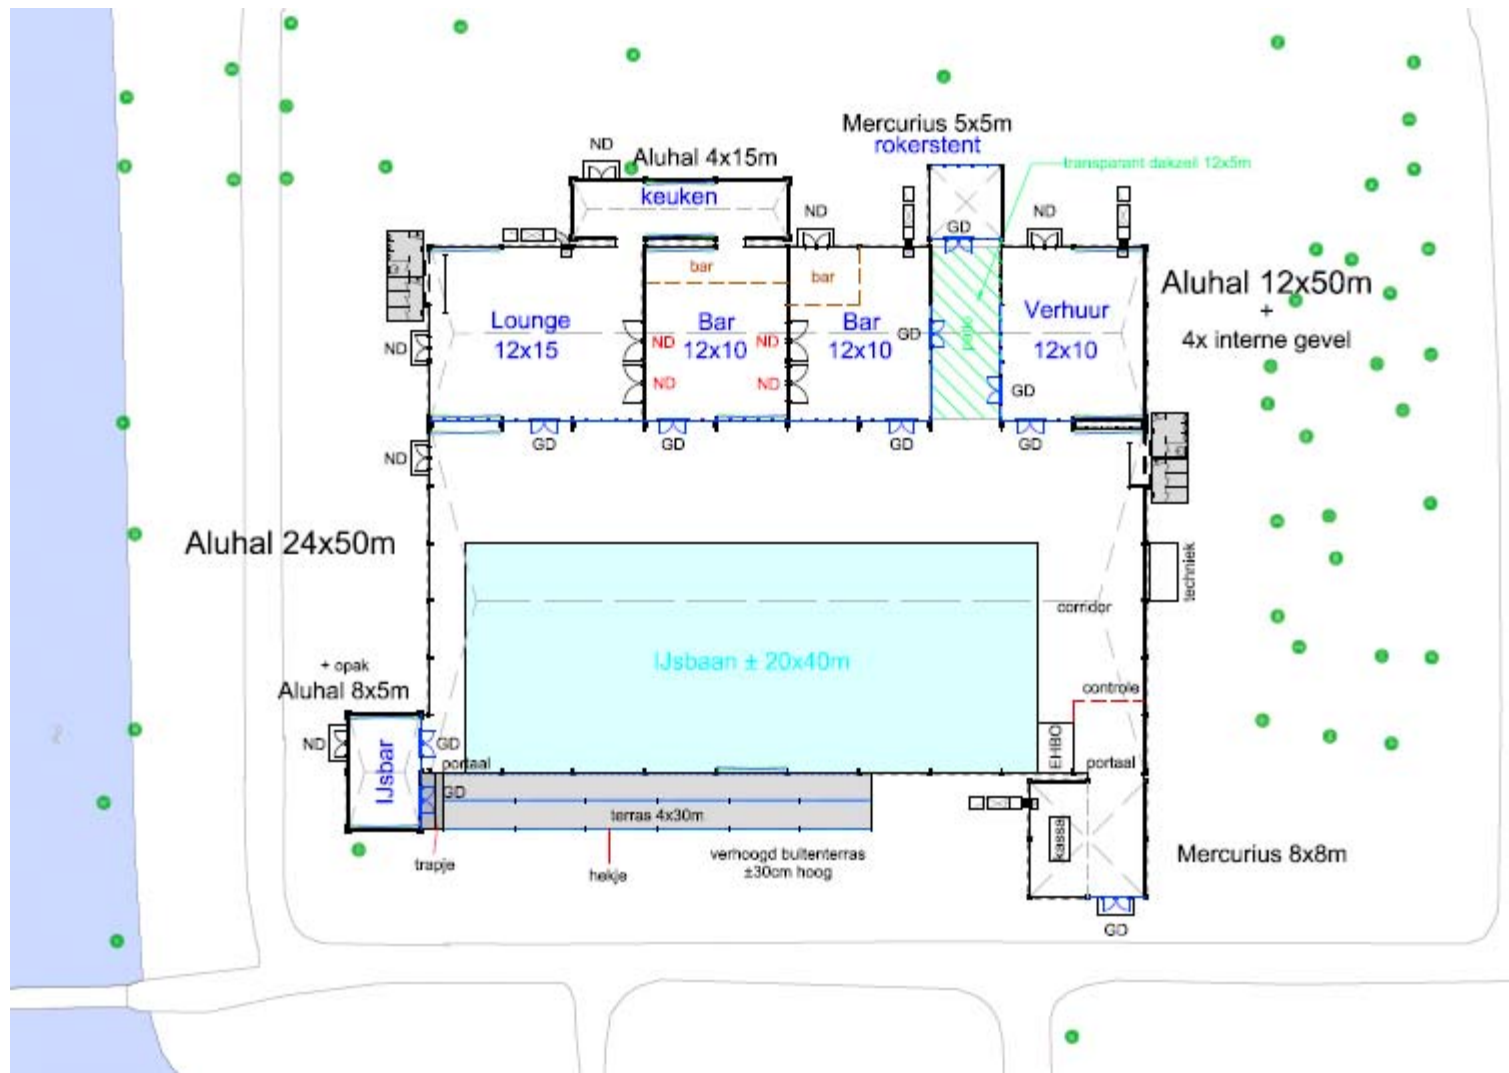 Mercurius 5x5m
rokerstent
ND
Aluhal 4x15m
transparant dakzeil 12x5m
keuken
ND
GD
ND
bar
bar
Aluhal 12x50m
+
4x interne gevel
Lounge
12x15
Bar
12x10
Bar
12x10
Verhuur
12x10
ND
ND
ND
GD
ND
ND
GD
GD
GD
GD
GD
ND
Aluhal 24x50m
techniek
corridor
IJsbaan ± 20x40m
+ opak
Aluhal 8x5m
controle
ND
GD
IJsbar
portaal
EHBO
portaal
GD
terras 4x30m
kassa
trapje
hekje
verhoogd buitenterras
±30cm hoog
Mercurius 8x8m
GD